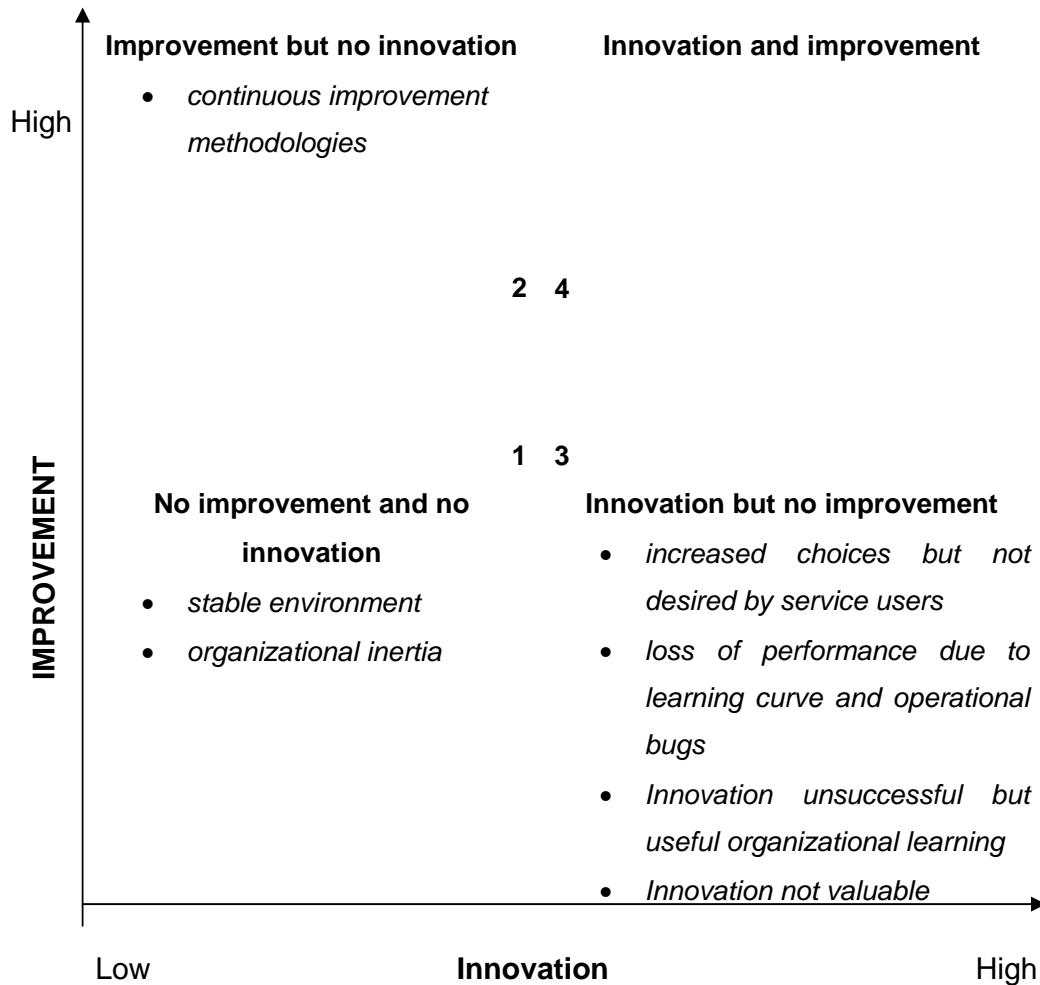 Improvement but no innovation
• continuous improvement
methodologies
Innovation and improvement
High
2 4
1 3
IMPROVEMENT
No improvement and no
innovation
• stable environment
• organizational inertia
Innovation but no improvement
• increased choices but not
desired by service users
• loss of performance due to
learning curve and operational
bugs
• Innovation unsuccessful but
useful organizational learning
• Innovation not valuable
Low
Innovation
High